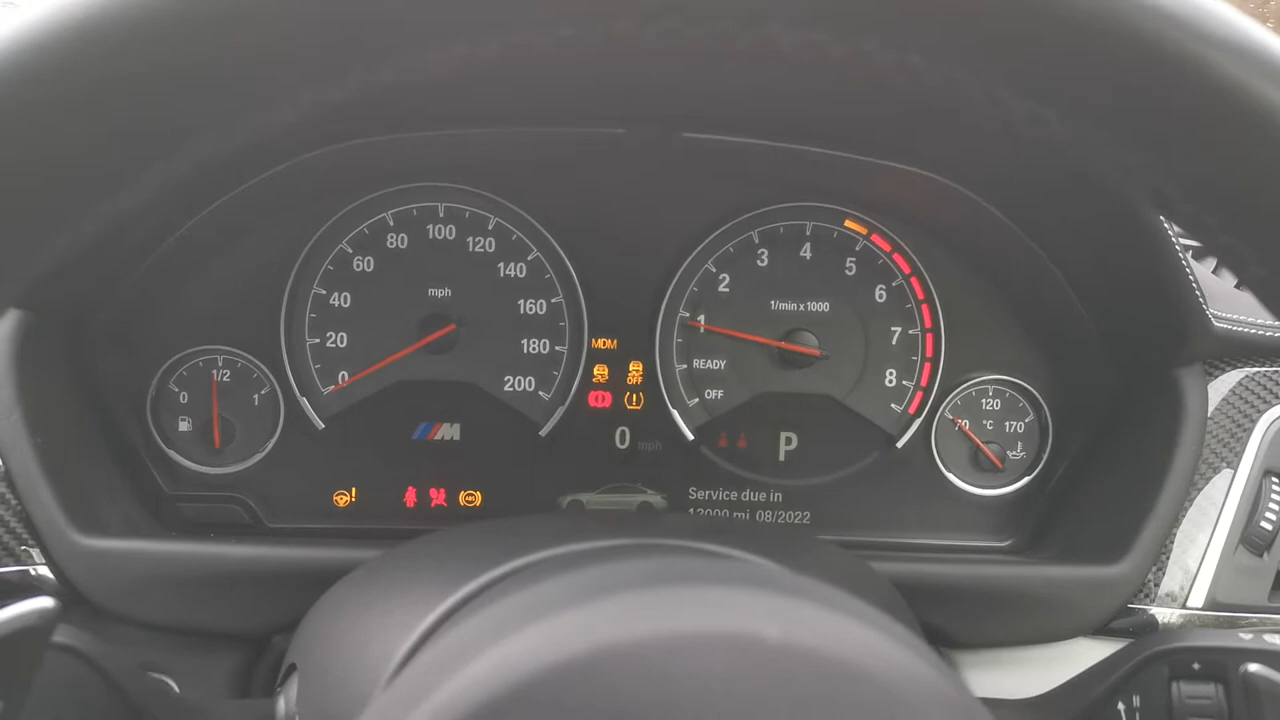 0
1/2
1
0
20
40
60
80
100
120
140
160
180
200
mph
M
MDM
OFF
0 mph
ABS
1
2
3
4
5
6
7
8
1/min x 1000
READY
OFF
P
70
120
170
°C
Service due in
12000 mi 08/2022